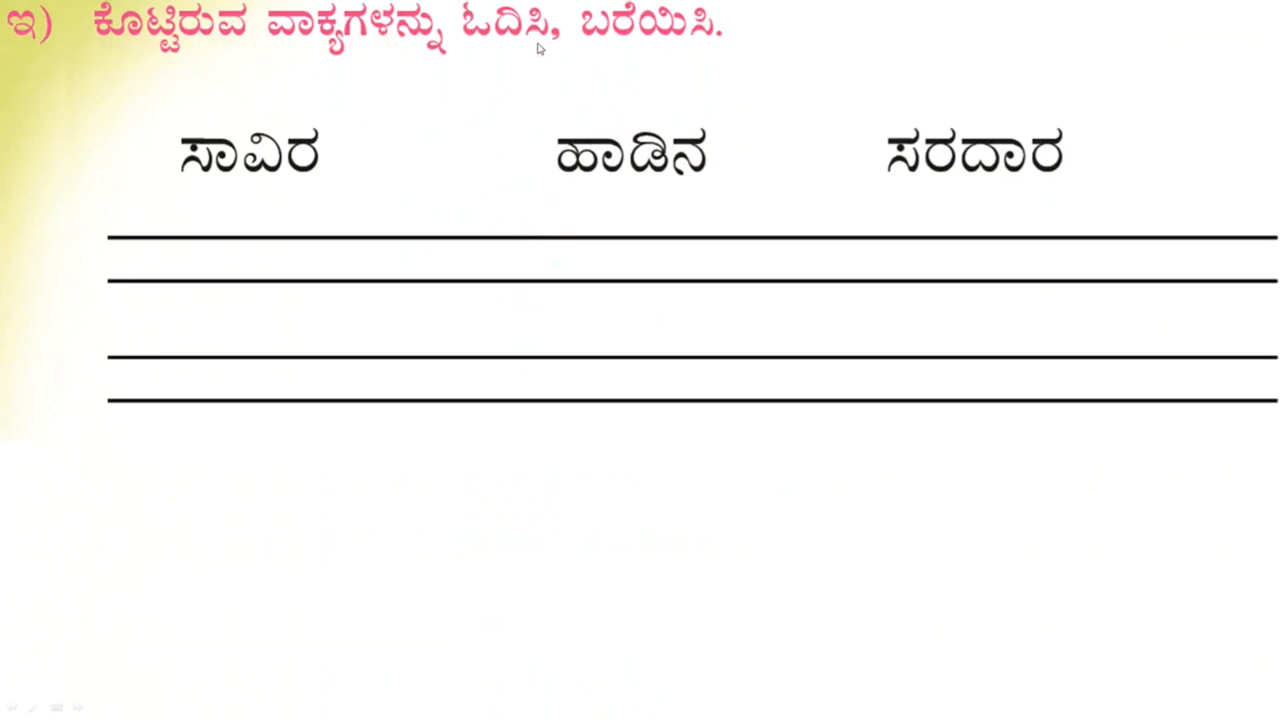 ಇ) ಕೊಟ್ಟಿರುವ ವಾಕ್ಯಗಳನ್ನು ಓದಿಸಿ, ಬರೆಯಿಸಿ.
ಸಾವಿರ ಹಾಡಿನ ಸರದಾರ